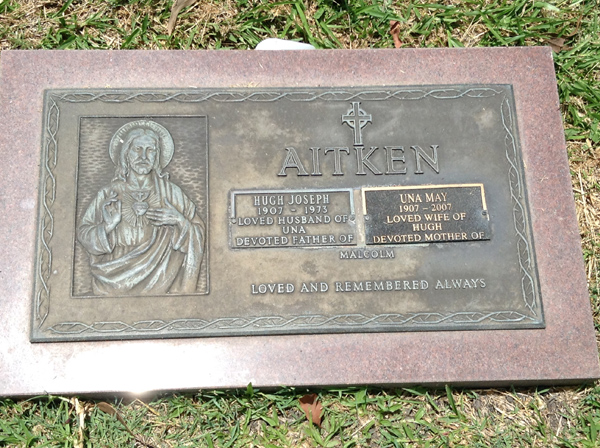 AITKEN
HUGH JOSEPH
1907 - 1973
LOVED HUSBAND OF
UNA
DEVOTED FATHER OF
UNA MAY
1907 - 2007
LOVED WIFE OF
HUGH
DEVOTED MOTHER OF
MALCOLM
LOVED AND REMEMBERED ALWAYS